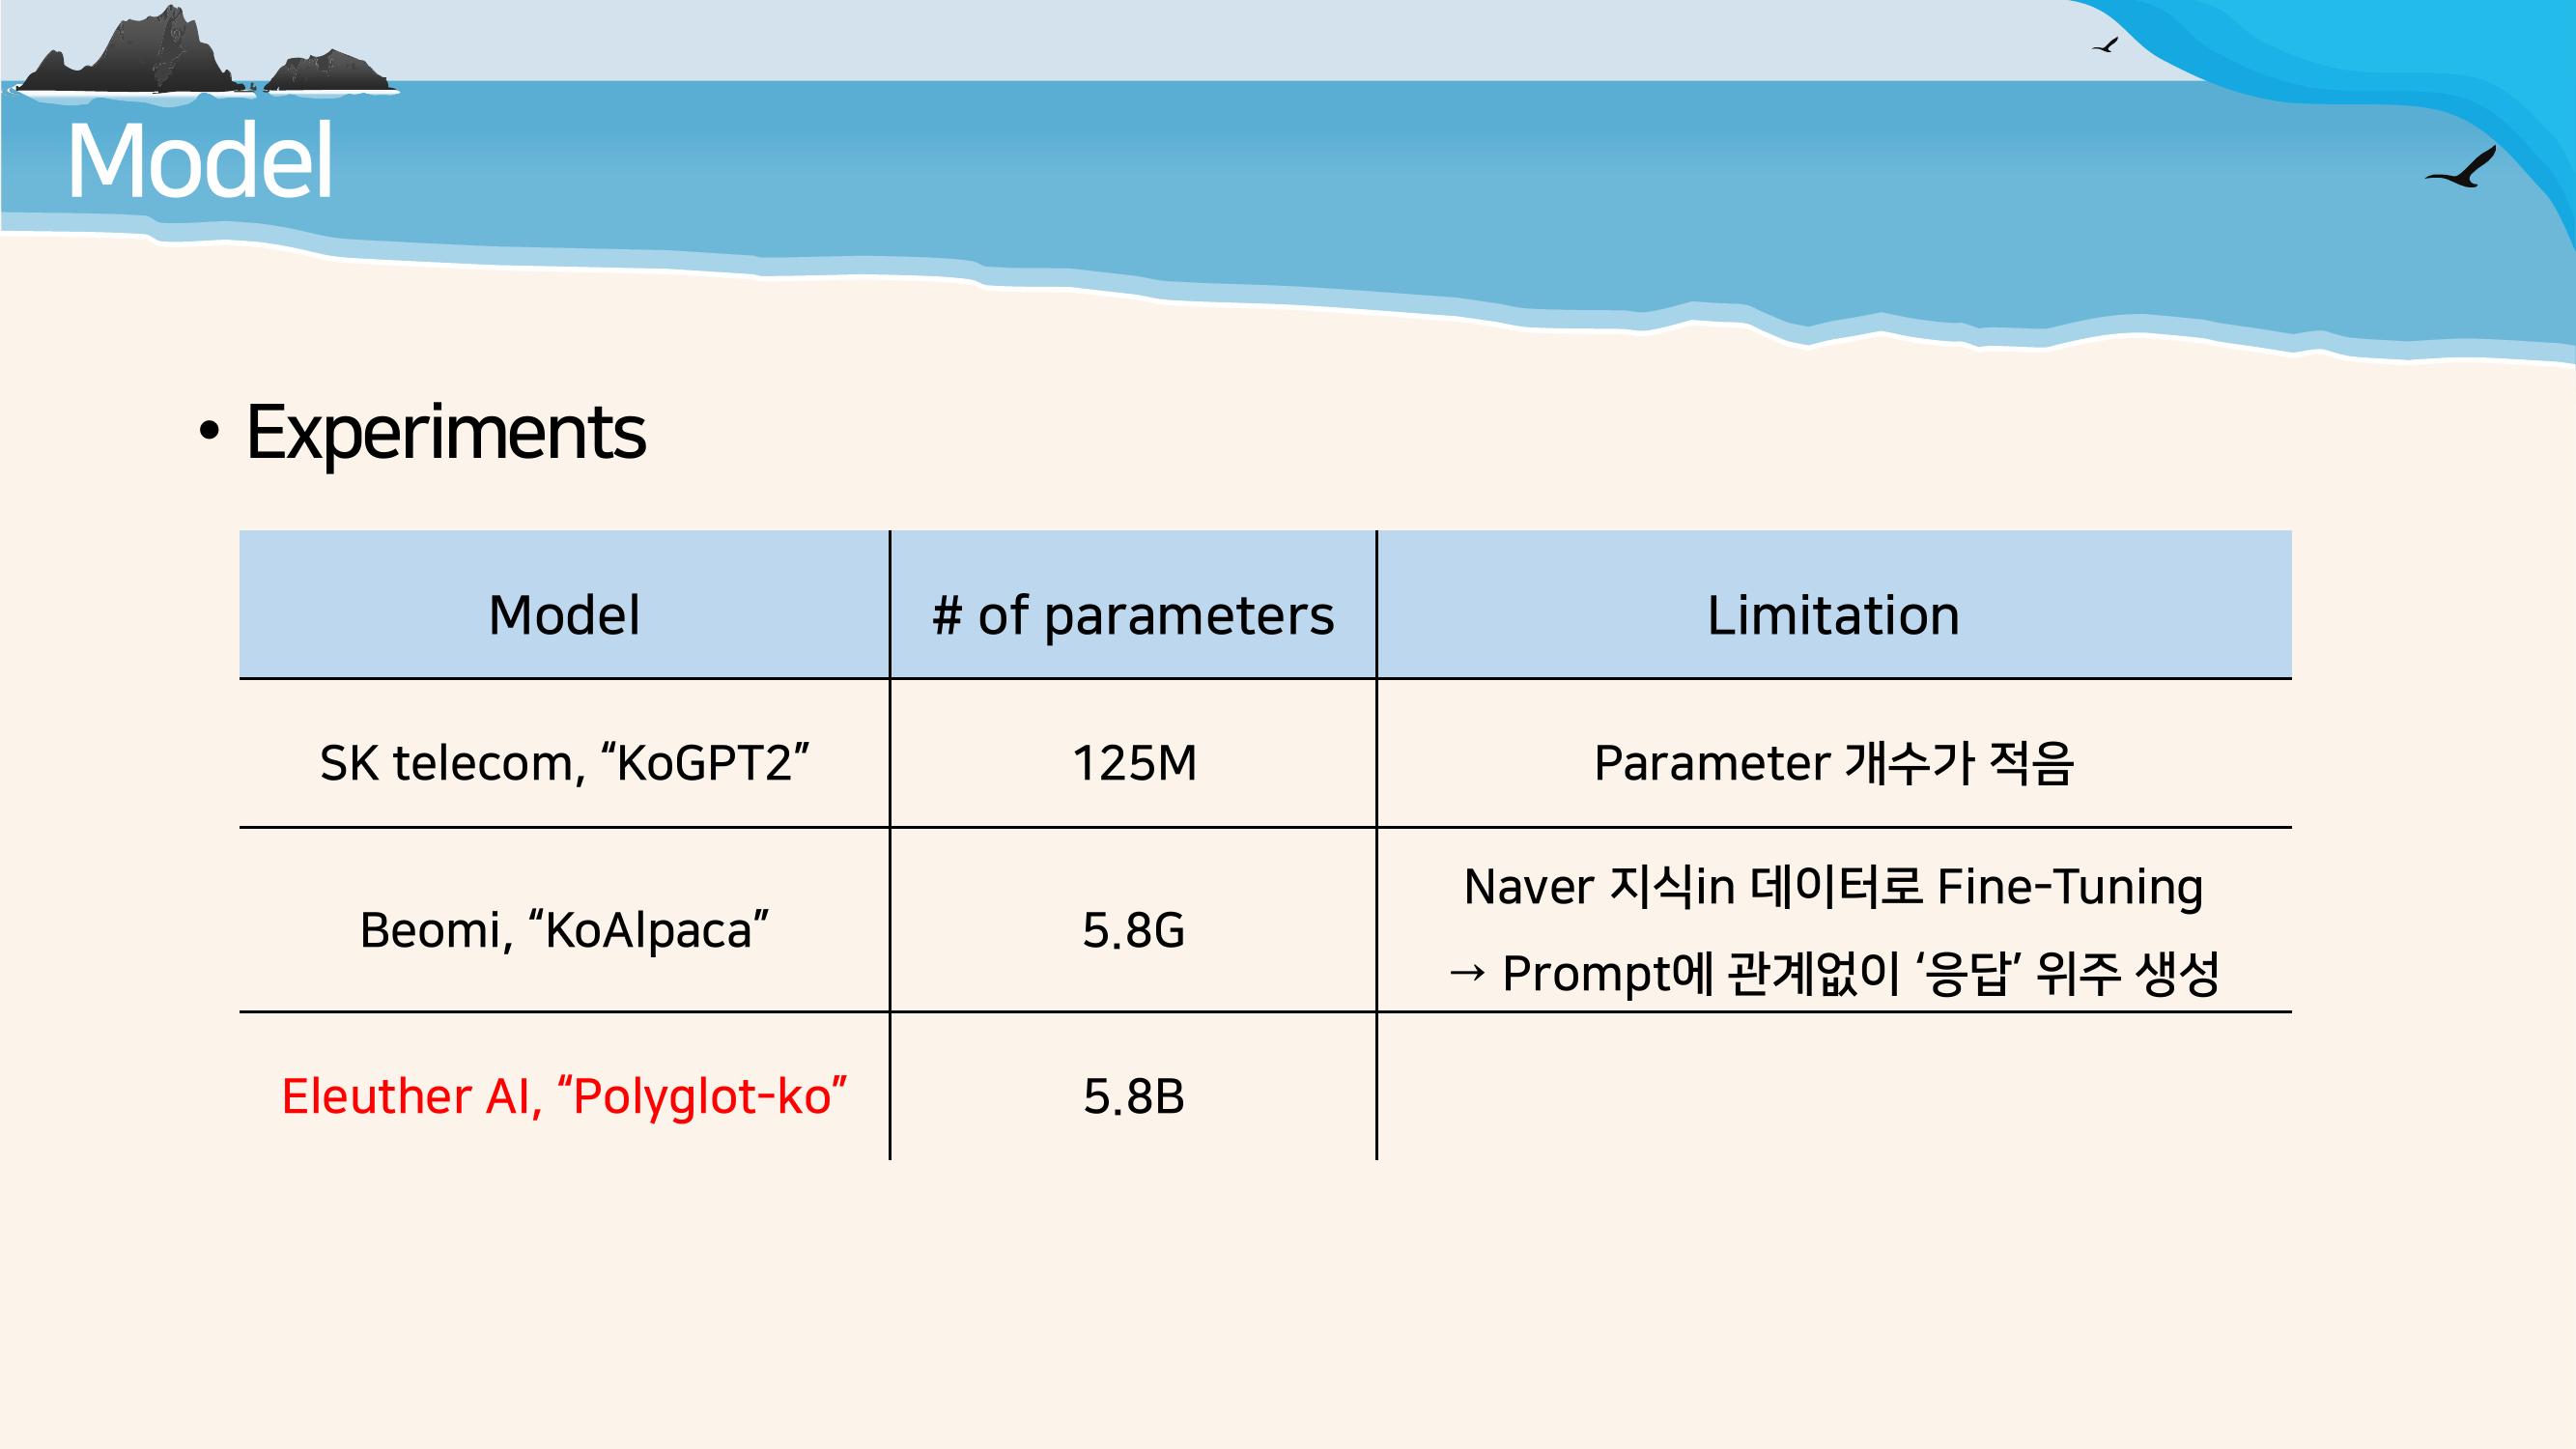 Model
• Experiments
Model # of parameters Limitation
SK telecom, “KoGPT2” 125M Parameter 개수가 적음
Beomi, “KoAlpaca” 5.8G Naver 지식in 데이터로 Fine-Tuning
→ Prompt에 관계없이 ‘응답’ 위주 생성
Eleuther AI, “Polyglot-ko” 5.8B